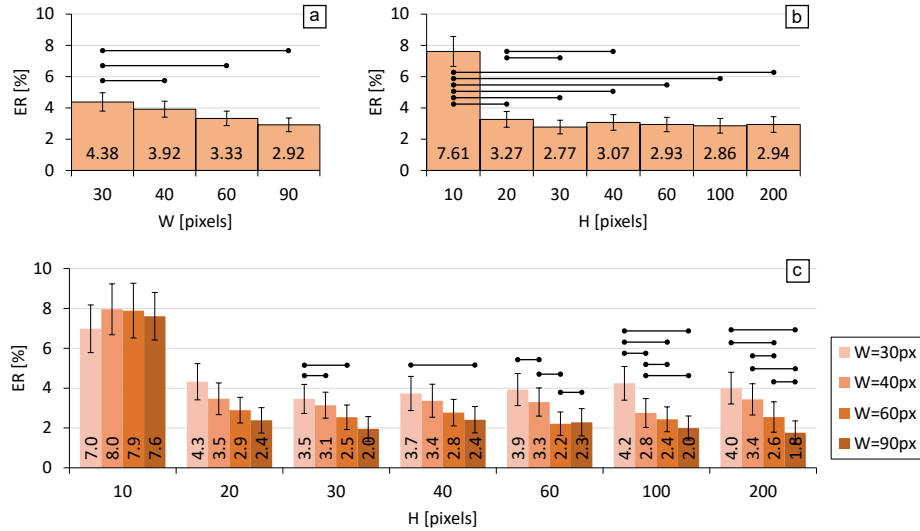 a
10
8
6
4
2
0
ER [%]
4.38 3.92 3.33 2.92
30 40 60 90
W [pixels]
b
10
8
6
4
2
0
ER [%]
7.61 3.27 2.77 3.07 2.93 2.86 2.94
10 20 30 40 60 100 200
H [pixels]
c
10
8
6
4
2
0
ER [%]
7.0 8.0 7.9 7.6 4.3 3.5 2.9 2.4 3.5 3.1 2.5 2.0 3.7 3.4 2.8 2.4 3.9 3.3 2.2 2.3 4.2 2.8 2.4 2.0 4.0 3.4 2.6 1.8
10 20 30 40 60 100 200
H [pixels]
W=30px
W=40px
W=60px
W=90px